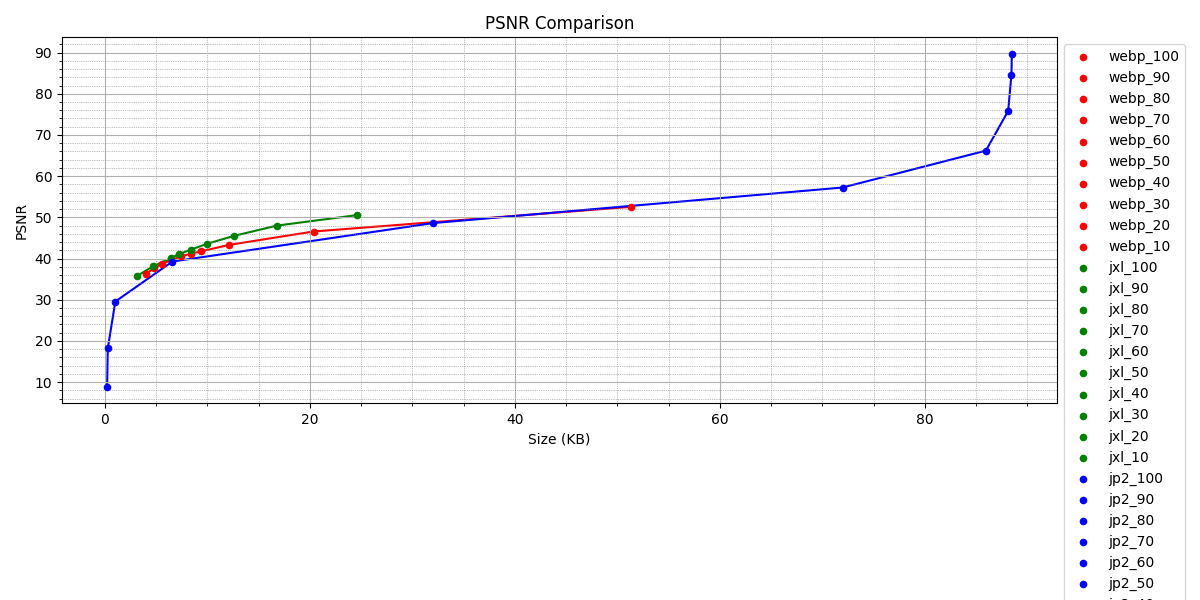 PSNR Comparison
PSNR
90
80
70
60
50
40
30
20
10
0
20
40
60
80
Size (KB)
webp_100
webp_90
webp_80
webp_70
webp_60
webp_50
webp_40
webp_30
webp_20
webp_10
jxl_100
jxl_90
jxl_80
jxl_70
jxl_60
jxl_50
jxl_40
jxl_30
jxl_20
jxl_10
jp2_100
jp2_90
jp2_80
jp2_70
jp2_60
jp2_50